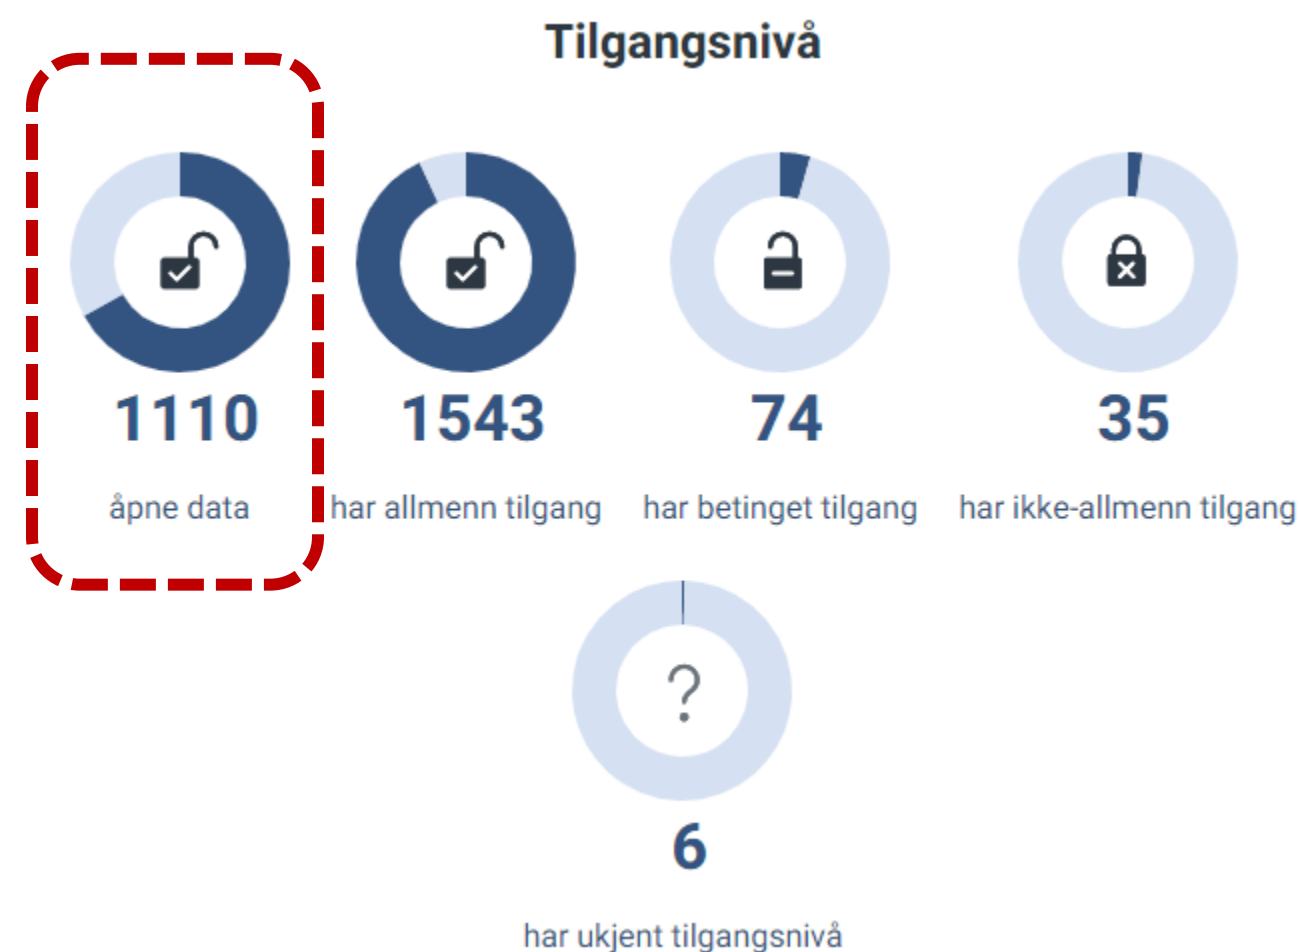 Tilgangsnivå
1110
1543
74
35
åpne data
har allmenn tilgang
har betinget tilgang
har ikke-allmenn tilgang
?
6
har ukjent tilgangsnivå